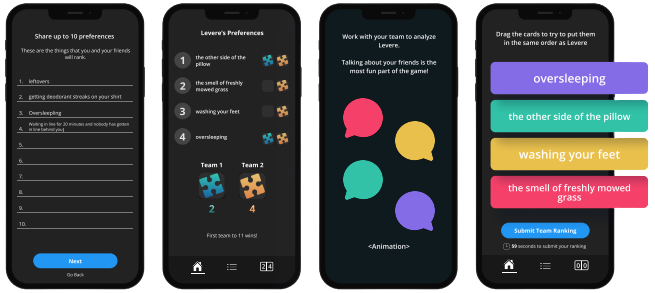 Share up to 10 preferences
These are the things that you and your friends
will rank.
1. leftovers
2. getting deodorant streaks on your shirt
3. Oversleeping
4. Waiting in line for 20 minutes and nobody has gotten
in line behind you
5.
6.
7.
8.
9.
10.
Next
Go Back
Levere's Preferences
1 the other side of the
pillow
2 the smell of freshly
mowed grass
3 washing your feet
4 oversleeping
Team 1 Team 2
2 4
First team to 11 wins!
2 4
Work with your team to analyze
Levere.
Talking about your friends is the
most fun part of the game!
<Animation>
Drag the cards to try to put them
in the same order as Levere
oversleeping
the other side of the pillow
washing your feet
the smell of freshly mowed
grass
Submit Team Ranking
59 seconds to submit your ranking
0 0